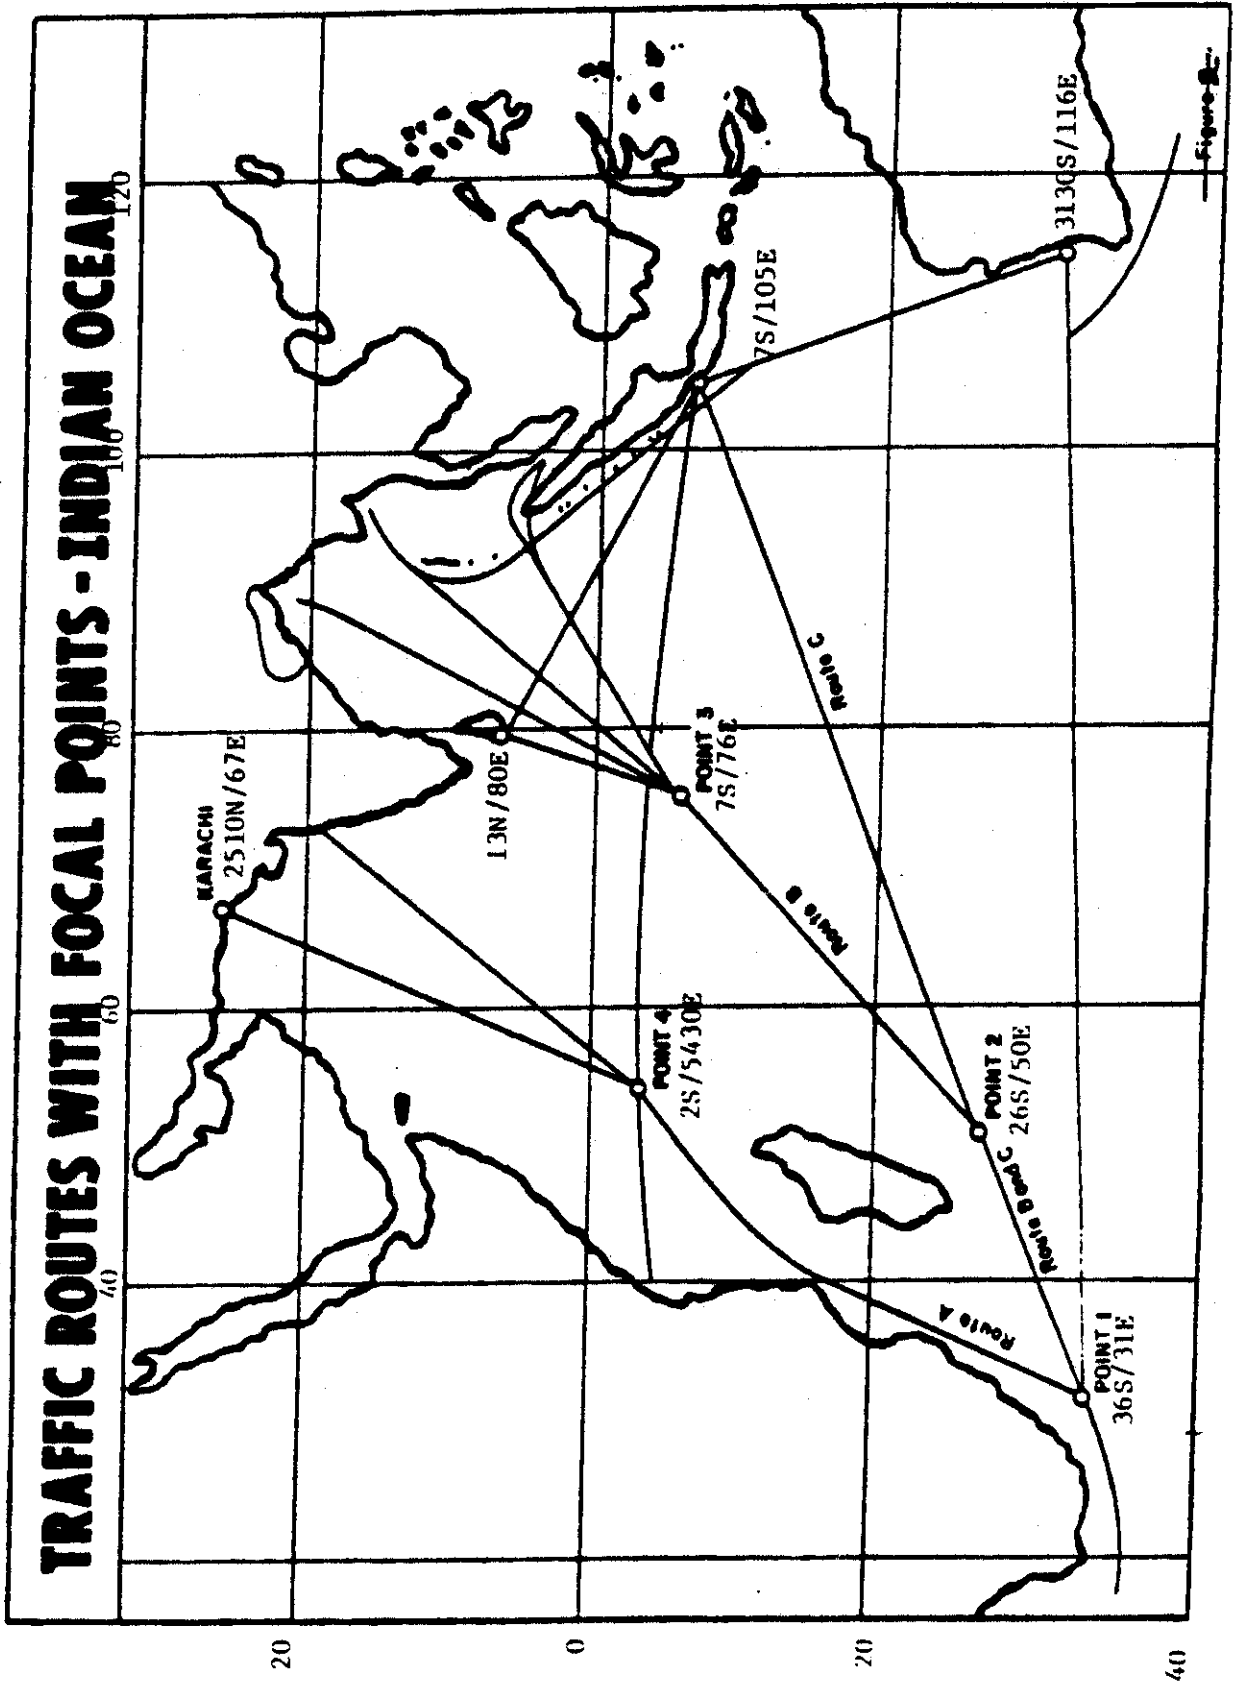 TRAFFIC ROUTES WITH FOCAL POINTS - INDIAN OCEAN
40
60
80
100
120
KARACHI
2510N/67E
13N/80E
7S/105E
3130S/116E
POINT 4
2S/5430E
POINT 3
7S/76E
POINT 2
26S/50E
POINT 1
36S/31E
Route A
Route B and C
Route B
Route C
20
0
20
40